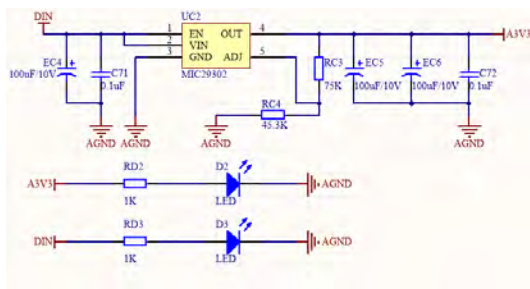 DIN
UC2
1 EN OUT 4
2 VIN
3 GND ADJ 5
MIC29302
A3V3
EC4
100uF/10V
C71
0.1uF
RC3
75K
EC5
100uF/10V
EC6
100uF/10V
C72
0.1uF
RC4
45.3K
AGND
AGND
AGND
AGND
AGND
A3V3
RD2
1K
D2
LED
AGND
DIN
RD3
1K
D3
LED
AGND